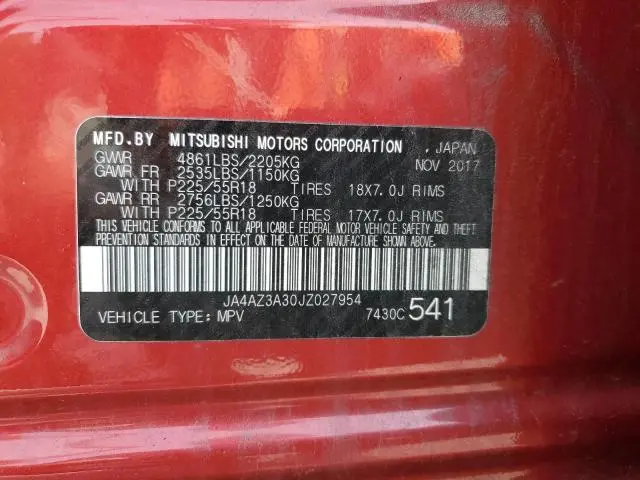 MFD.BY MITSUBISHI MOTORS CORPORATION , JAPAN
GVWR 4861LBS/2205KG NOV 2017
GAWR FR 2535LBS/1150KG
WITH P225/55R18 TIRES 18X7.0J RIMS
GAWR RR 2756LBS/1250KG
WITH P225/55R18 TIRES 17X7.0J RIMS
THIS VEHICLE CONFORMS TO ALL APPLICABLE FEDERAL MOTOR VEHICLE SAFETY AND THEFT
PREVENTION STANDARDS IN EFFECT ON THE DATE OF MANUFACTURE SHOWN ABOVE.
JA4AZ3A30JZ027954
VEHICLE TYPE: MPV 7430C 541